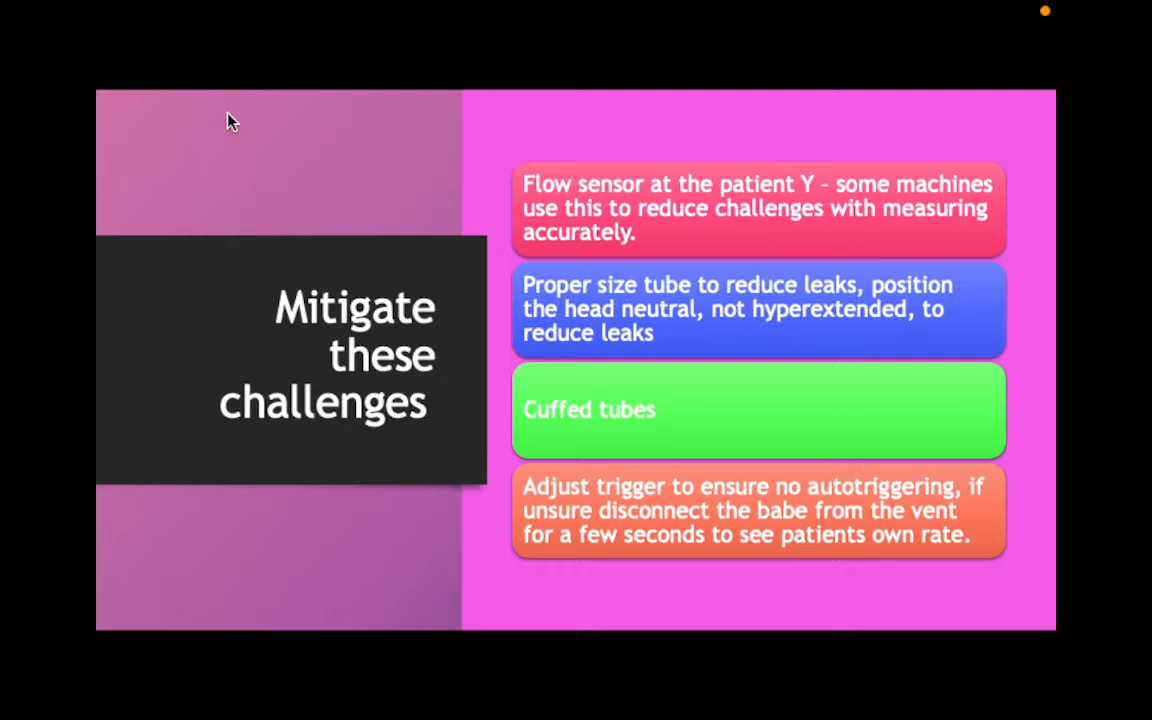 Mitigate
these
challenges
Flow sensor at the patient Y – some machines
use this to reduce challenges with measuring
accurately.
Proper size tube to reduce leaks, position
the head neutral, not hyperextended, to
reduce leaks
Cuffed tubes
Adjust trigger to ensure no autotriggering, if
unsure disconnect the babe from the vent
for a few seconds to see patients own rate.